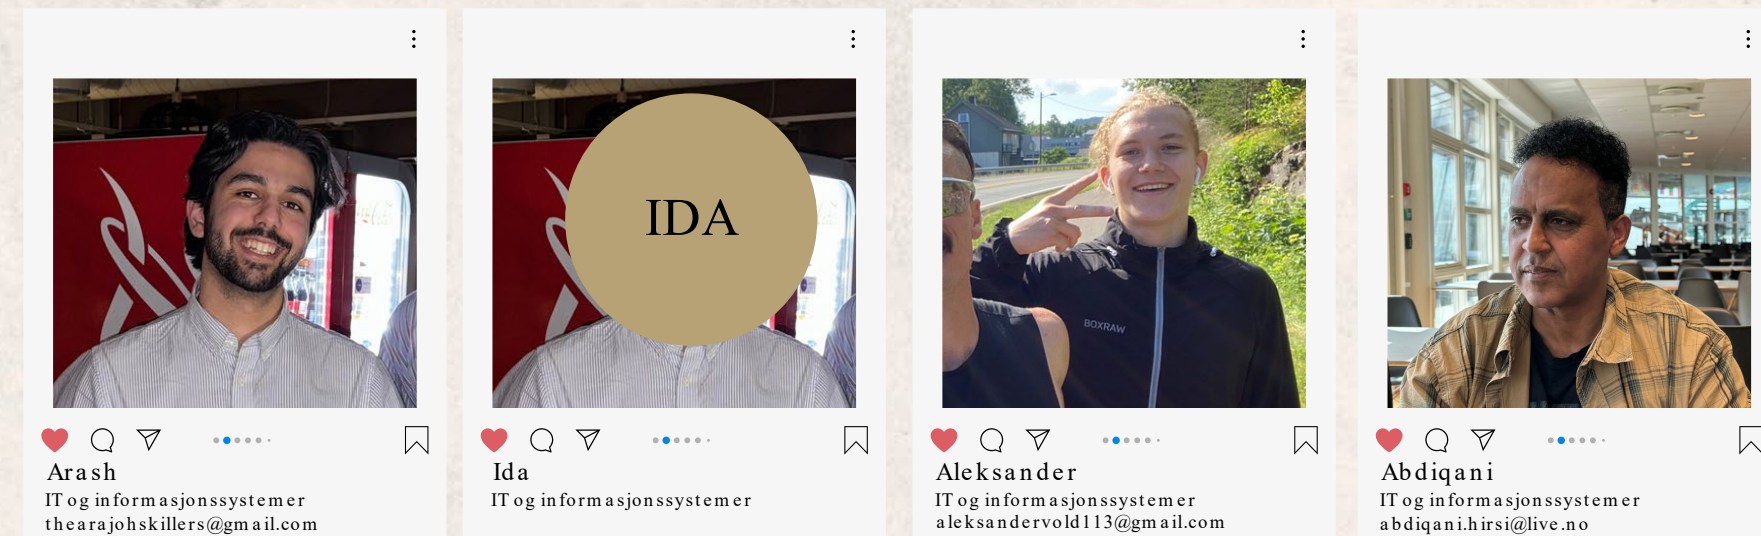 Arash
IT og informasjonssystemer
thearajohskillers@gmail.com
IDA
Ida
IT og informasjonssystemer
BOXRAW
Aleksander
IT og informasjonssystemer
aleksandervold113@gmail.com
Abdiqani
IT og informasjonssystemer
abdiqani.hirsi@live.no